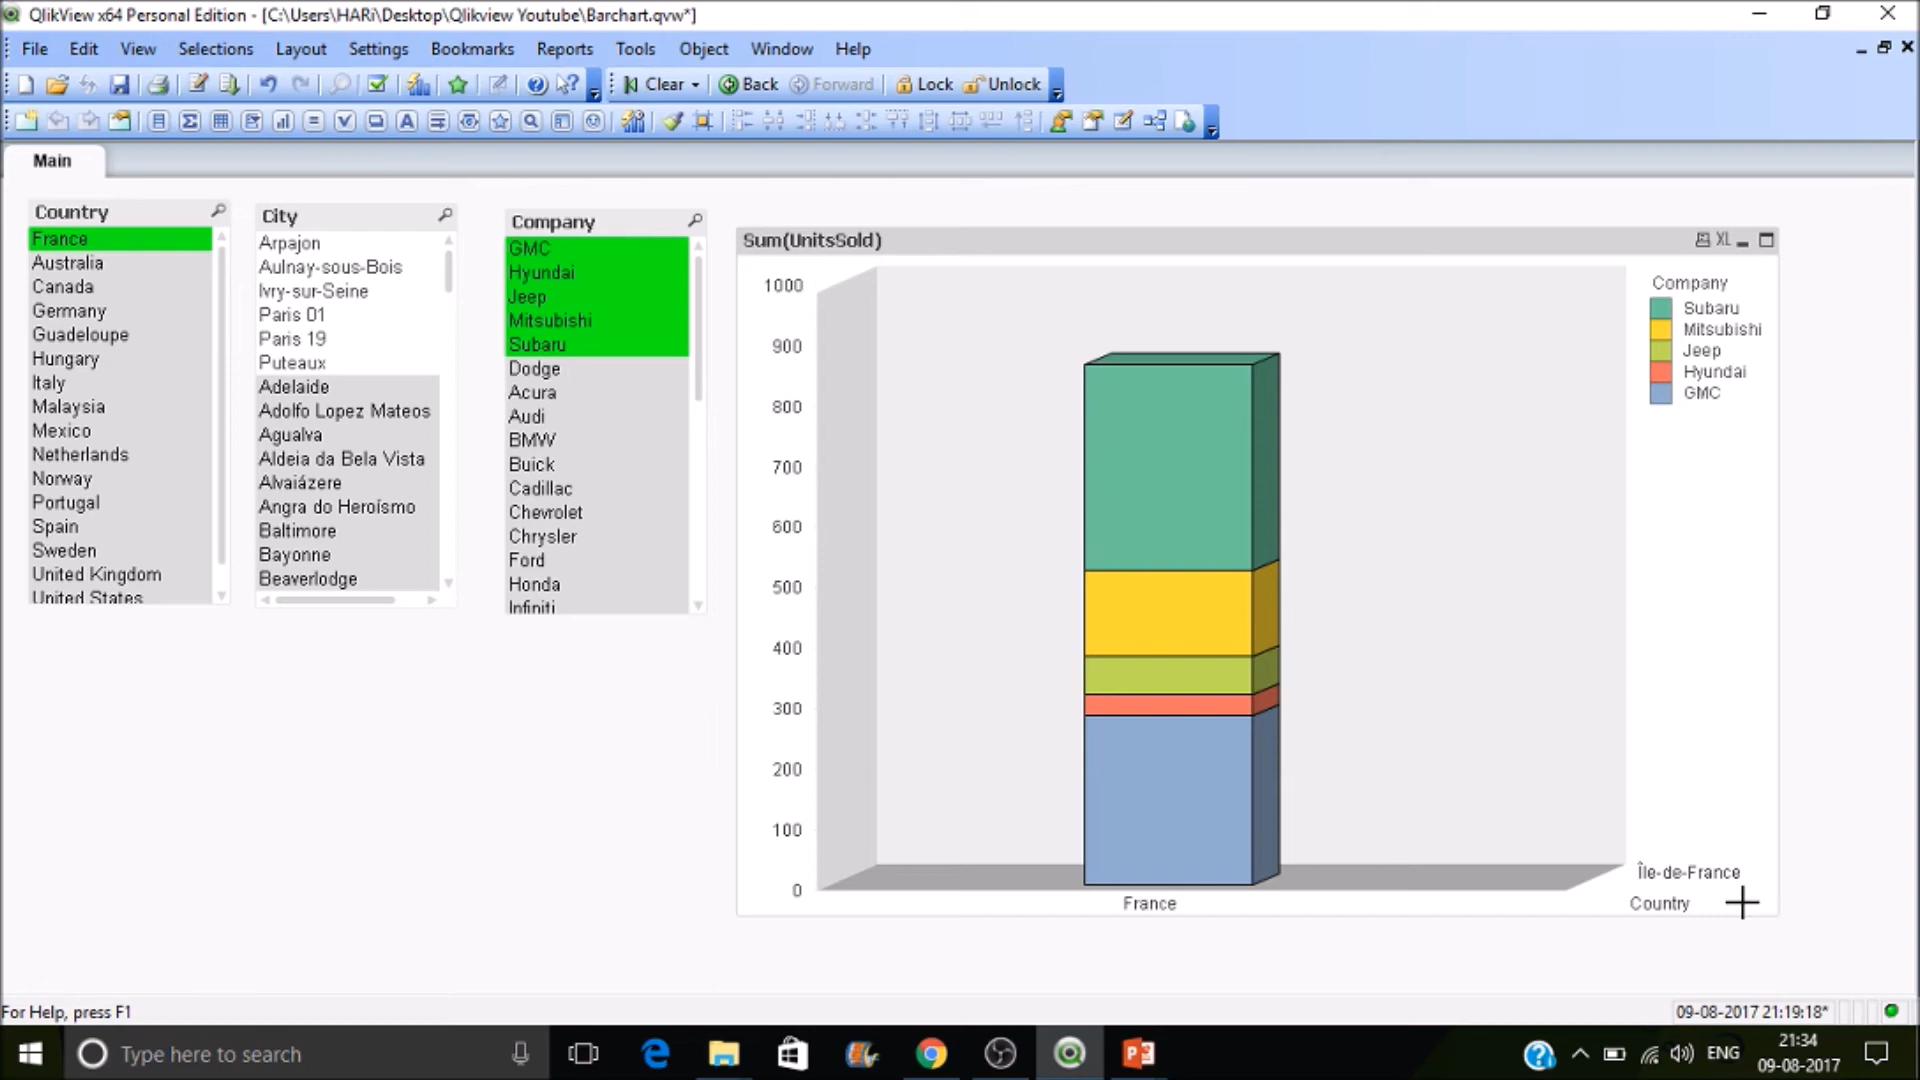 QlikView x64 Personal Edition - [C:\Users\HARi\Desktop\Qlikview Youtube\Barchart.qvw*]
File Edit View Selections Layout Settings Bookmarks Reports Tools Object Window Help
Clear Back Forward Lock Unlock
Main
Country
France
Australia
Canada
Germany
Guadeloupe
Hungary
Italy
Malaysia
Mexico
Netherlands
Norway
Portugal
Spain
Sweden
United Kingdom
United States
City
Arpajon
Aulnay-sous-Bois
Ivry-sur-Seine
Paris 01
Paris 19
Puteaux
Adelaide
Adolfo Lopez Mateos
Agualva
Aldeia da Bela Vista
Alvaiázere
Angra do Heroísmo
Baltimore
Bayonne
Beaverlodge
Company
GMC
Hyundai
Jeep
Mitsubishi
Subaru
Dodge
Acura
Audi
BMW
Buick
Cadillac
Chevrolet
Chrysler
Ford
Honda
Infiniti
Sum(UnitsSold)
XL
1000
900
800
700
600
500
400
300
200
100
0
France
Company
Subaru
Mitsubishi
Jeep
Hyundai
GMC
Île-de-France
Country
For Help, press F1
09-08-2017 21:19:18*
Type here to search
ENG
21:34
09-08-2017